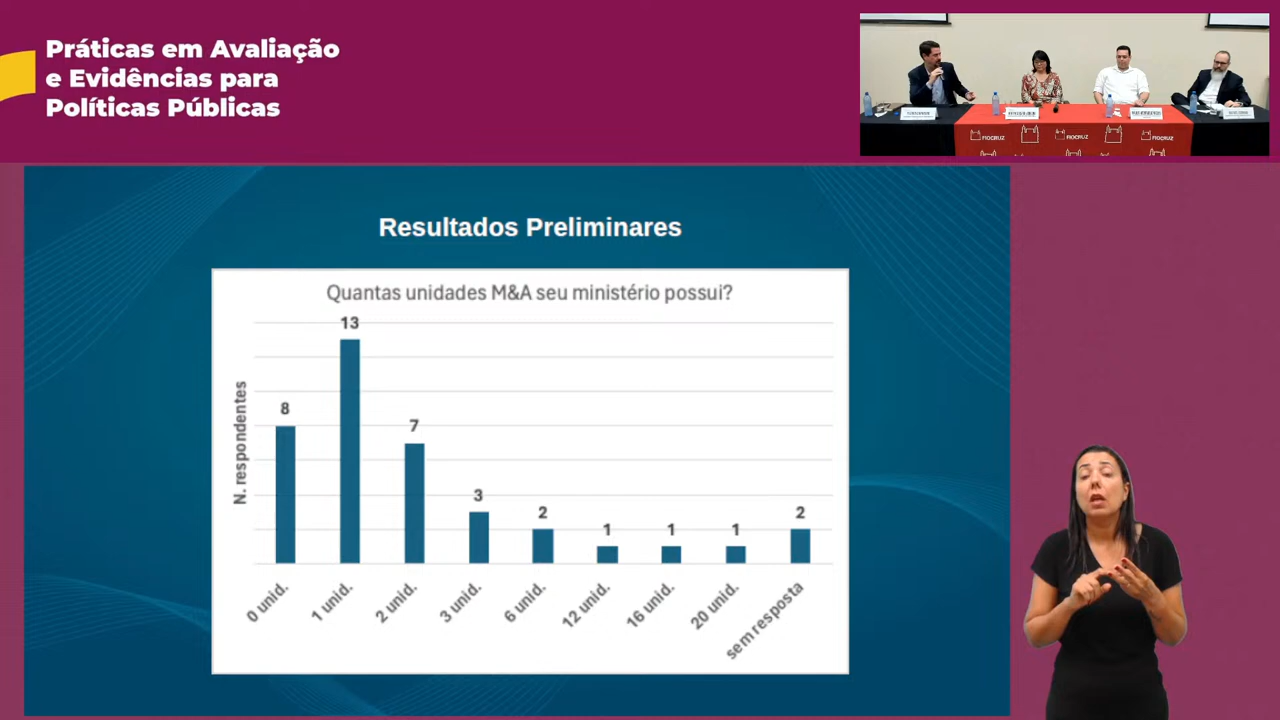 Práticas em Avaliação
e Evidências para
Políticas Públicas
FIOCRUZ
FIOCRUZ
FIOCRUZ
Resultados Preliminares
Quantas unidades M&A seu ministério possui?
N. respondentes
8
13
7
3
2
1
1
1
2
0 unid.
1 unid.
2 unid.
3 unid.
6 unid.
12 unid.
16 unid.
20 unid.
sem resposta